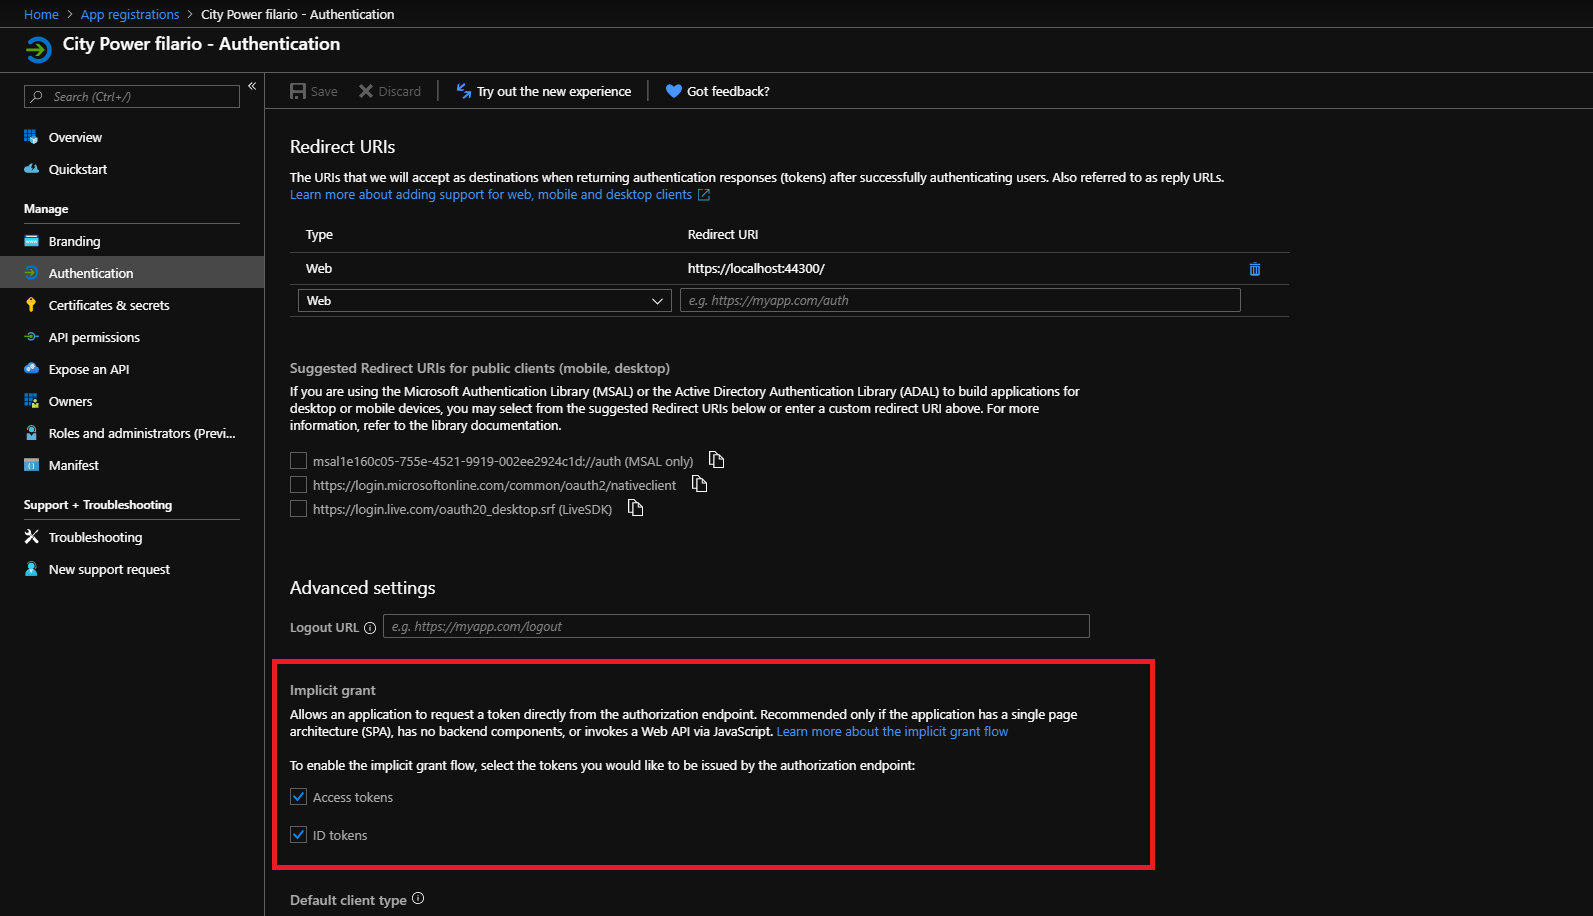 Home > App registrations > City Power filario - Authentication
City Power filario - Authentication
Search (Ctrl+/)
«
Overview
Quickstart
Manage
Branding
Authentication
Certificates & secrets
API permissions
Expose an API
Owners
Roles and administrators (Previ...
Manifest
Support + Troubleshooting
Troubleshooting
New support request
Save Discard Try out the new experience Got feedback?
Redirect URIs
The URIs that we will accept as destinations when returning authentication responses (tokens) after successfully authenticating users. Also referred to as reply URLs.
Learn more about adding support for web, mobile and desktop clients
Type Redirect URI
Web https://localhost:44300/
Web e.g. https://myapp.com/auth
Suggested Redirect URIs for public clients (mobile, desktop)
If you are using the Microsoft Authentication Library (MSAL) or the Active Directory Authentication Library (ADAL) to build applications for
desktop or mobile devices, you may select from the suggested Redirect URIs below or enter a custom redirect URI above. For more
information, refer to the library documentation.
msal1e160c05-755e-4521-9919-002ee2924c1d://auth (MSAL only)
https://login.microsoftonline.com/common/oauth2/nativeclient
https://login.live.com/oauth20_desktop.srf (LiveSDK)
Advanced settings
Logout URL e.g. https://myapp.com/logout
Implicit grant
Allows an application to request a token directly from the authorization endpoint. Recommended only if the application has a single page
architecture (SPA), has no backend components, or invokes a Web API via JavaScript. Learn more about the implicit grant flow
To enable the implicit grant flow, select the tokens you would like to be issued by the authorization endpoint:
Access tokens
ID tokens
Default client type